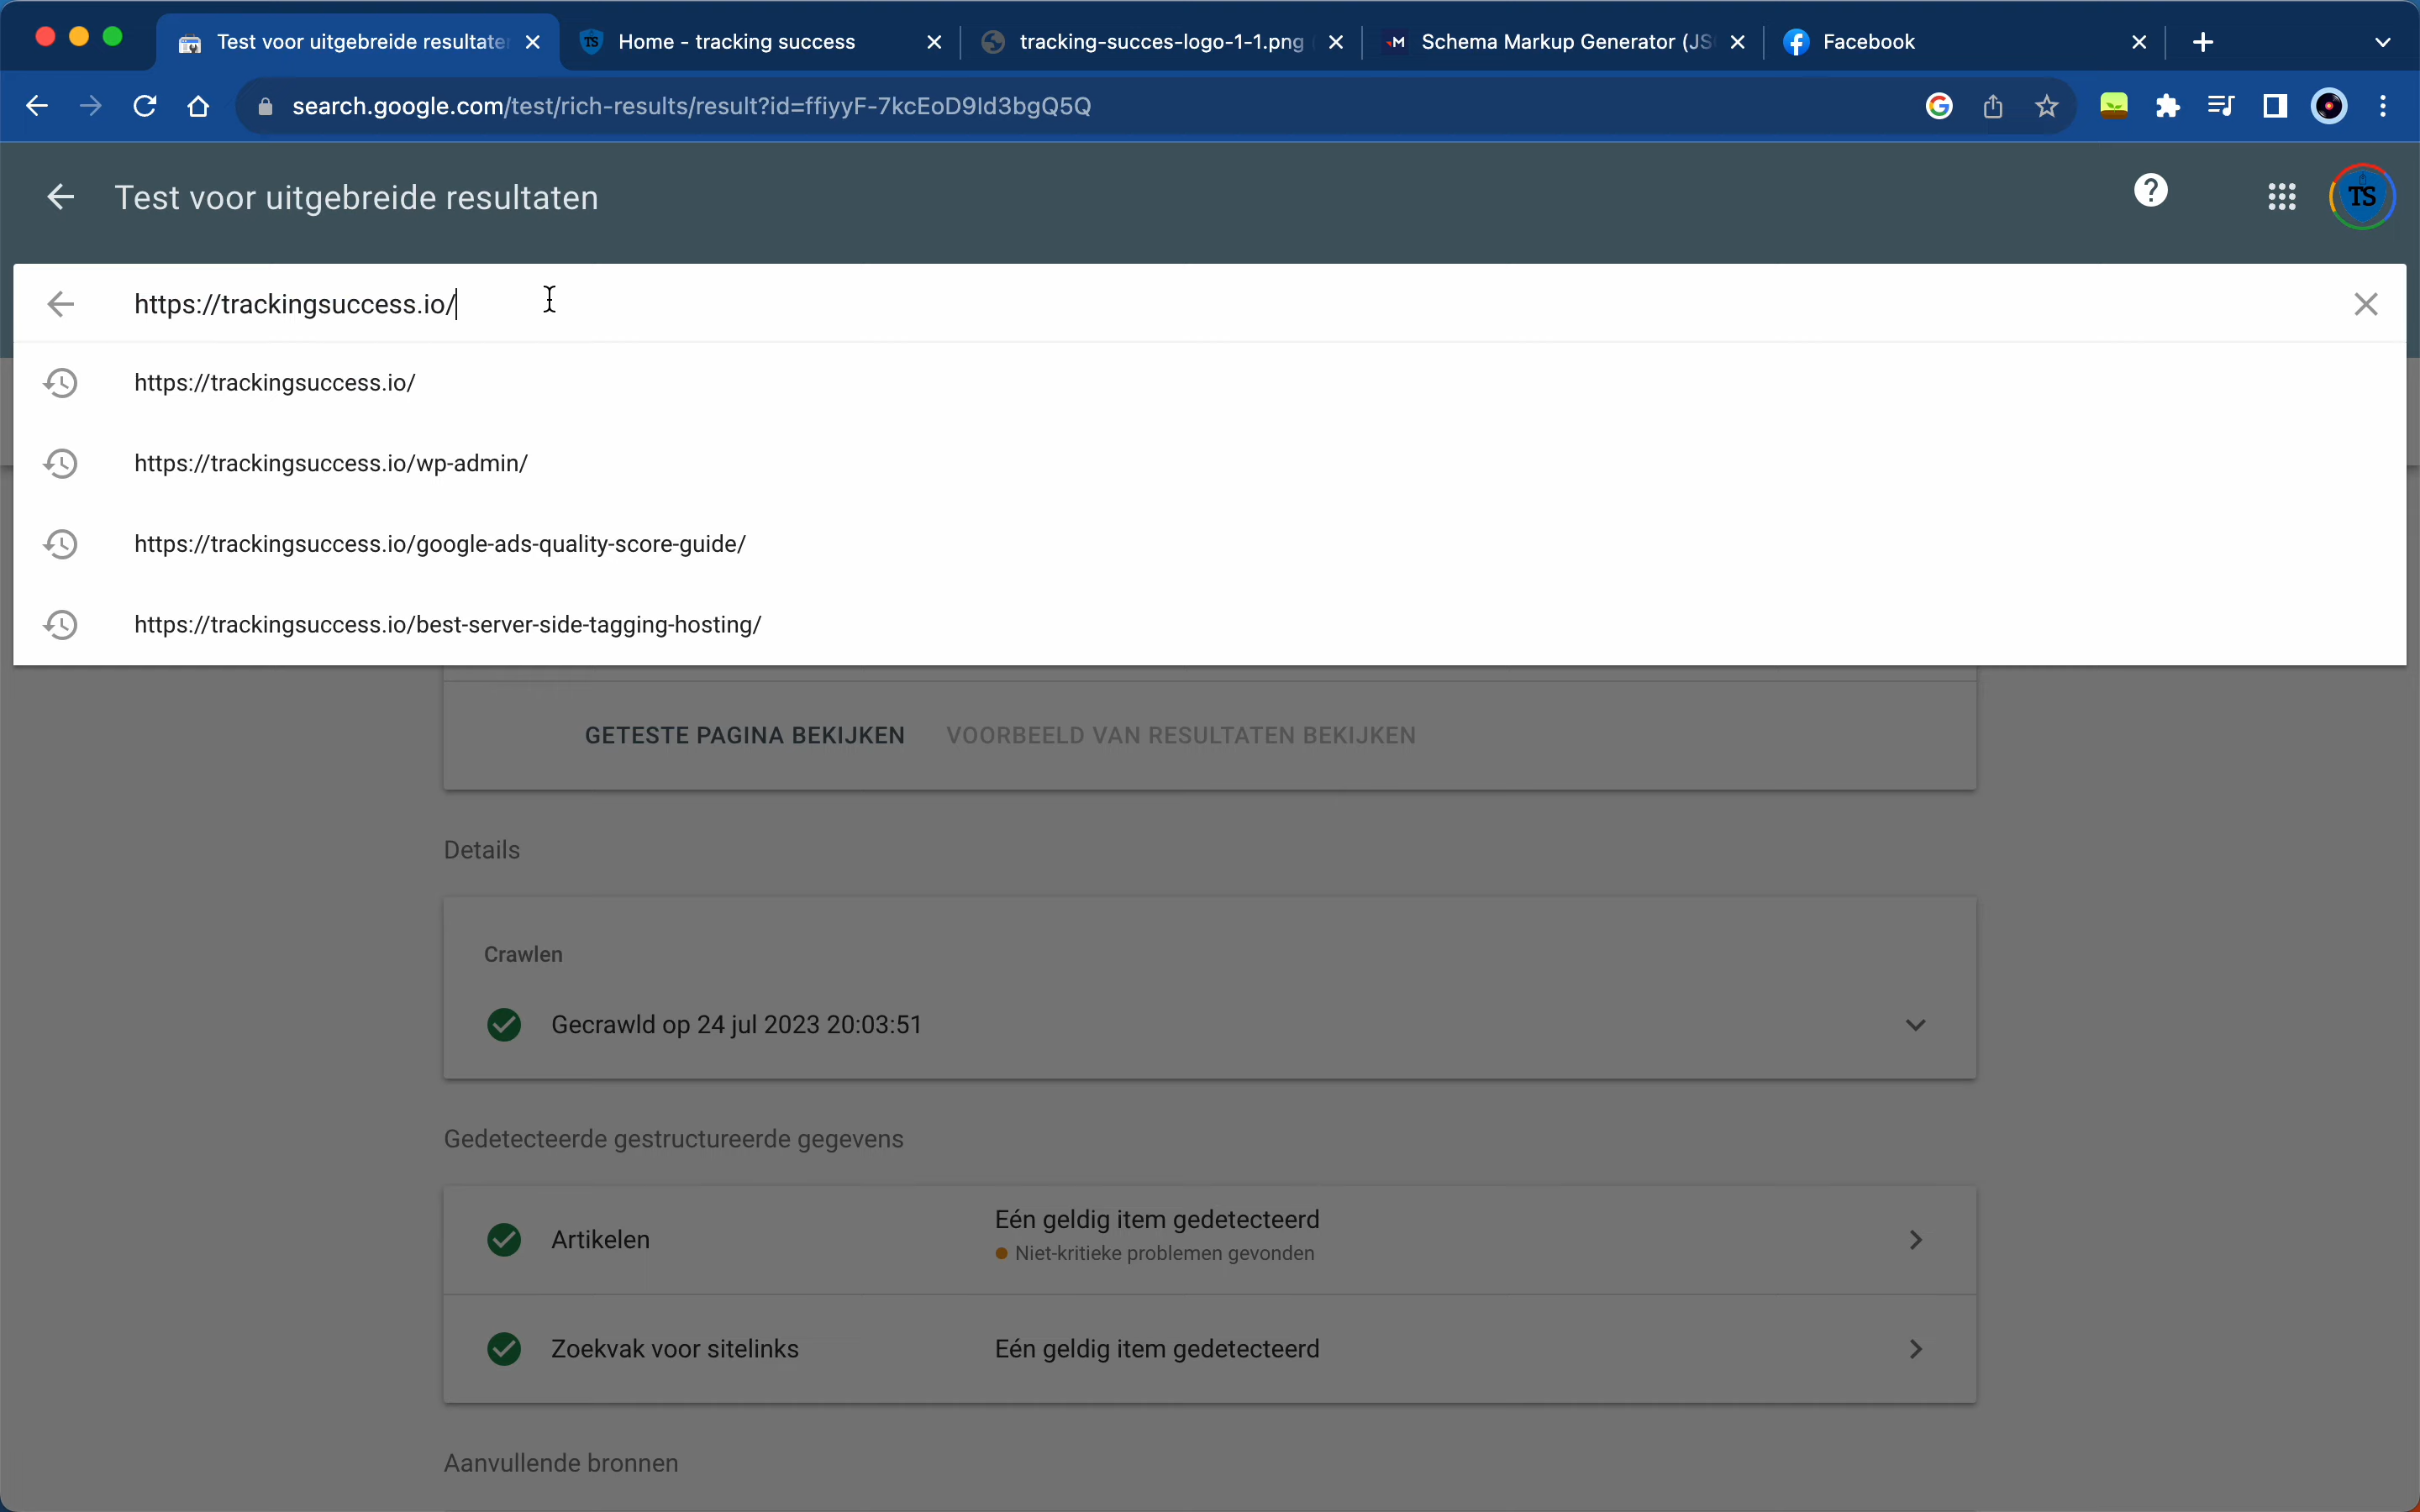 Test voor uitgebreide resultate
Home - tracking success
tracking-succes-logo-1-1.png
Schema Markup Generator (JS
Facebook
search.google.com/test/rich-results/result?id=ffiyyF-7kcEoD9ld3bgQ5Q
Test voor uitgebreide resultaten
TS
https://trackingsuccess.io/
https://trackingsuccess.io/
https://trackingsuccess.io/wp-admin/
https://trackingsuccess.io/google-ads-quality-score-guide/
https://trackingsuccess.io/best-server-side-tagging-hosting/
GETESTE PAGINA BEKIJKEN
VOORBEELD VAN RESULTATEN BEKIJKEN
Details
Crawlen
Gecrawld op 24 jul 2023 20:03:51
Gedetecteerde gestructureerde gegevens
Artikelen
Eén geldig item gedetecteerd
Niet-kritieke problemen gevonden
Zoekvak voor sitelinks
Eén geldig item gedetecteerd
Aanvullende bronnen